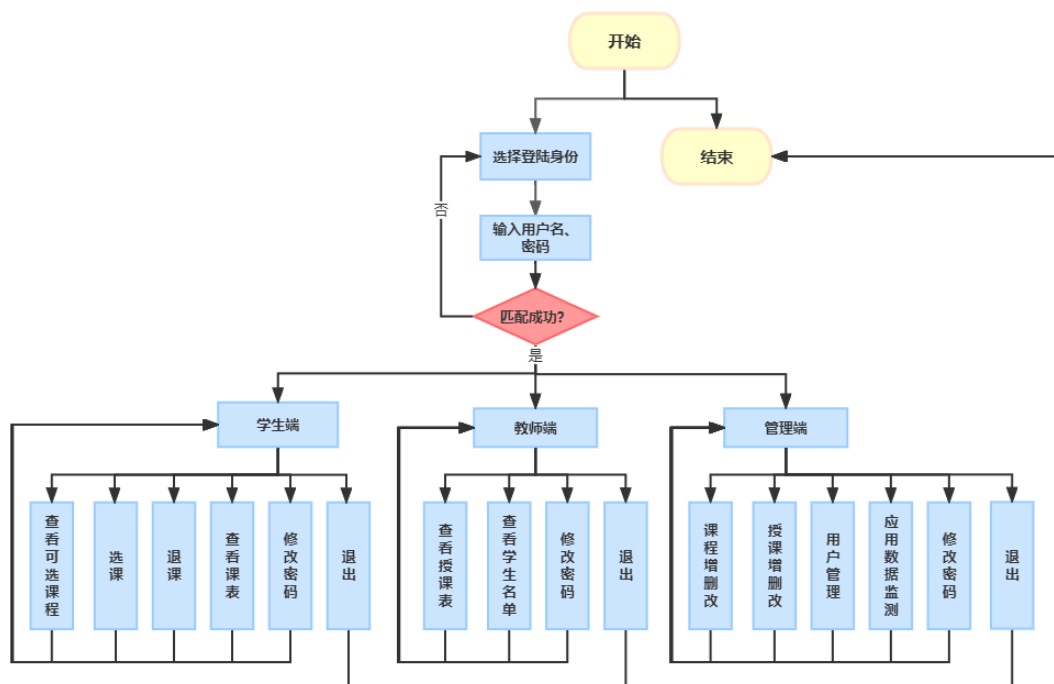 开始
选择登陆身份
结束
否
输入用户名、
密码
匹配成功?
是
学生端
教师端
管理端
查看可选课程
选课
退课
查看课表
修改密码
退出
查看授课表
查看学生名单
修改密码
退出
课程增删改
授课增删改
用户管理
应用数据监测
修改密码
退出